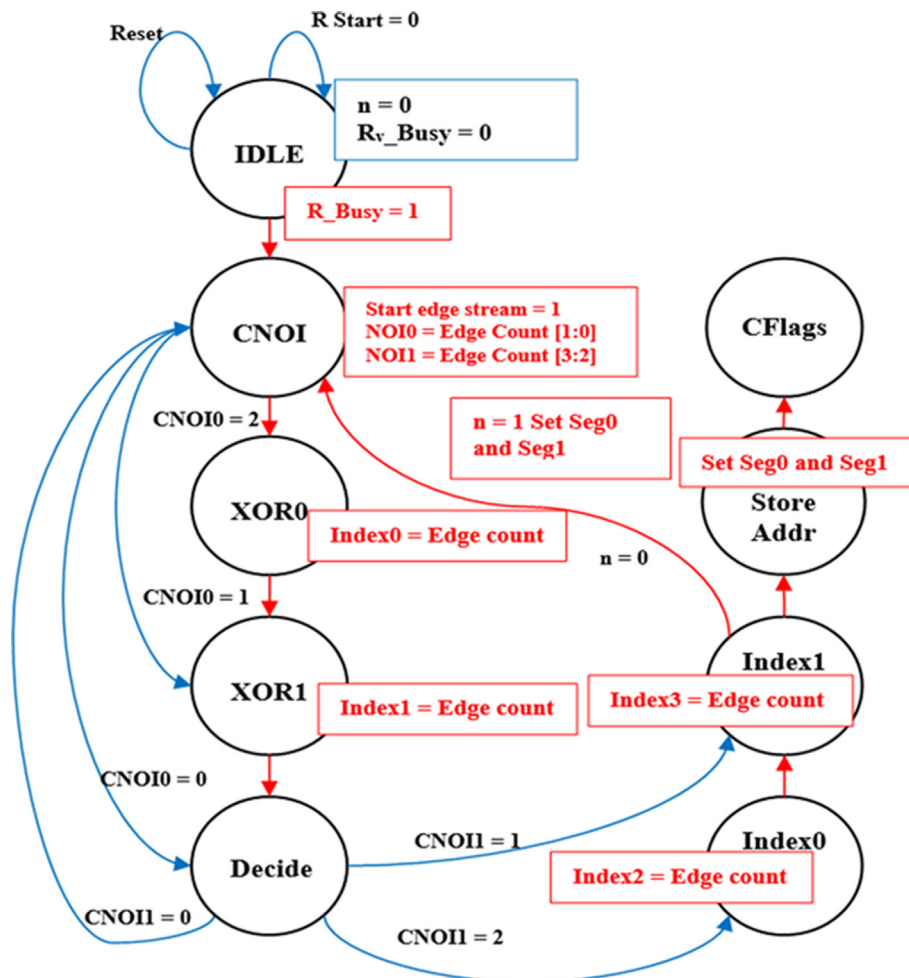 R Start = 0
Reset
n = 0
Rv_Busy = 0
IDLE
R_Busy = 1
CNOI
Start edge stream = 1
NOI0 = Edge Count [1:0]
NOI1 = Edge Count [3:2]
CFlags
CNOI0 = 2
n = 1 Set Seg0
and Seg1
Set Seg0 and Seg1
Store
Addr
XOR0
Index0 = Edge count
n = 0
CNOI0 = 1
XOR1
Index1 = Edge count
Index1
Index3 = Edge count
CNOI0 = 0
Decide
CNOI1 = 1
Index0
Index2 = Edge count
CNOI1 = 0
CNOI1 = 2